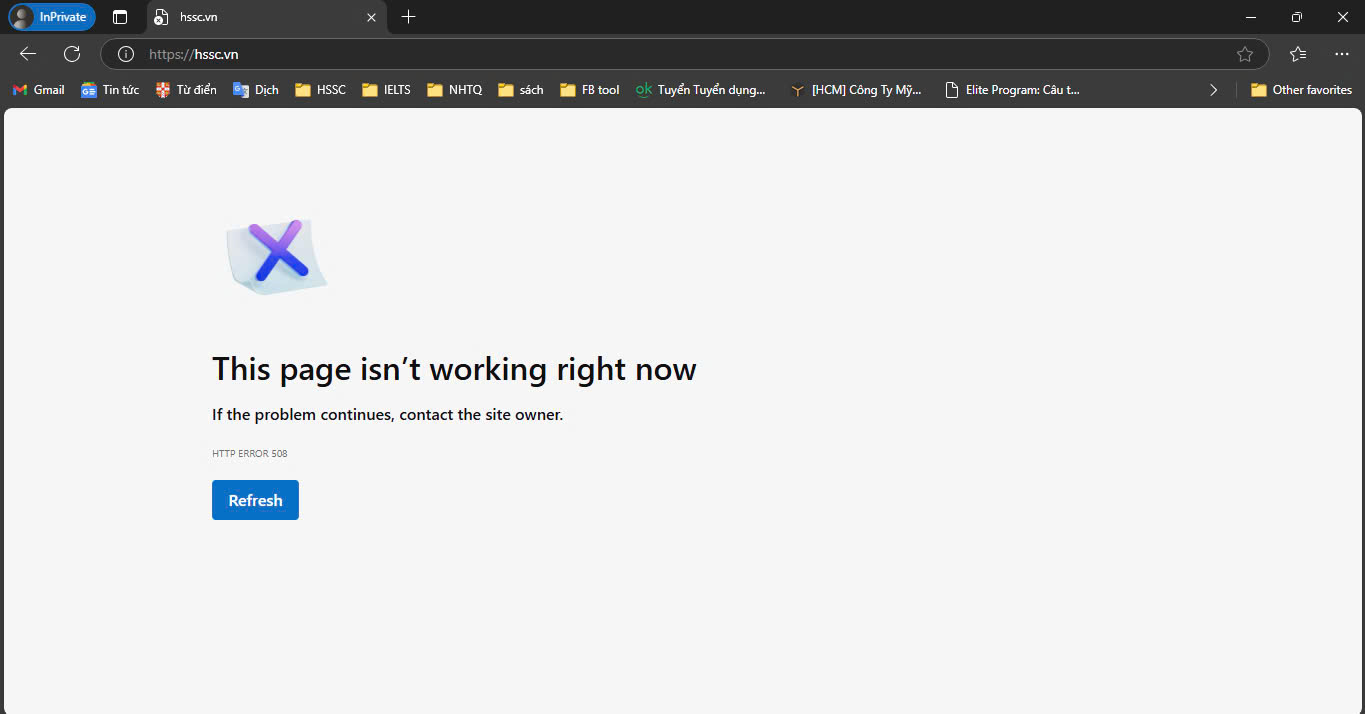 InPrivate
hssc.vn
https://hssc.vn
Gmail
Tin tức
Từ điển
Dịch
HSSC
IELTS
NHTQ
sách
FB tool
ok Tuyển Tuyển dụng...
[HCM] Công Ty Mỹ...
Elite Program: Câu t...
Other favorites
This page isn’t working right now
If the problem continues, contact the site owner.
HTTP ERROR 508
Refresh